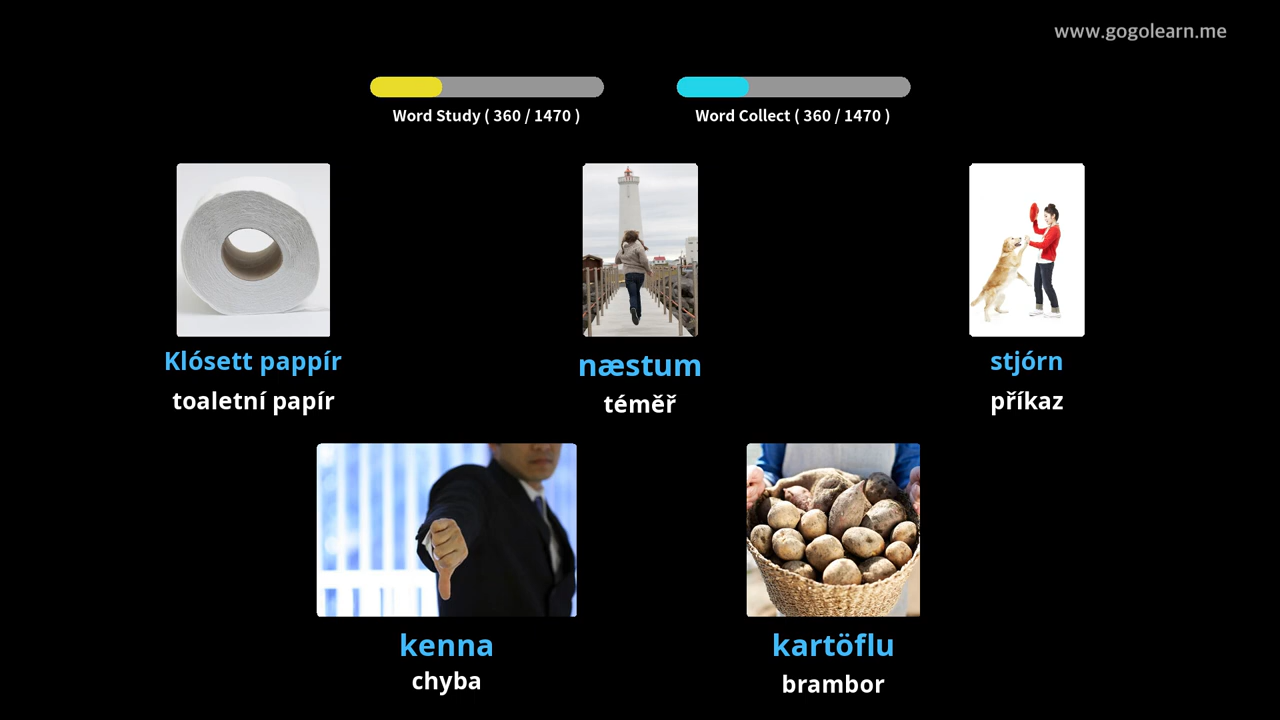 www.gogolearn.me
Word Study ( 360 / 1470 )
Word Collect ( 360 / 1470 )
Klósett pappír
toaletní papír
næstum
téměř
stjórn
příkaz
kenna
chyba
kartöflu
brambor